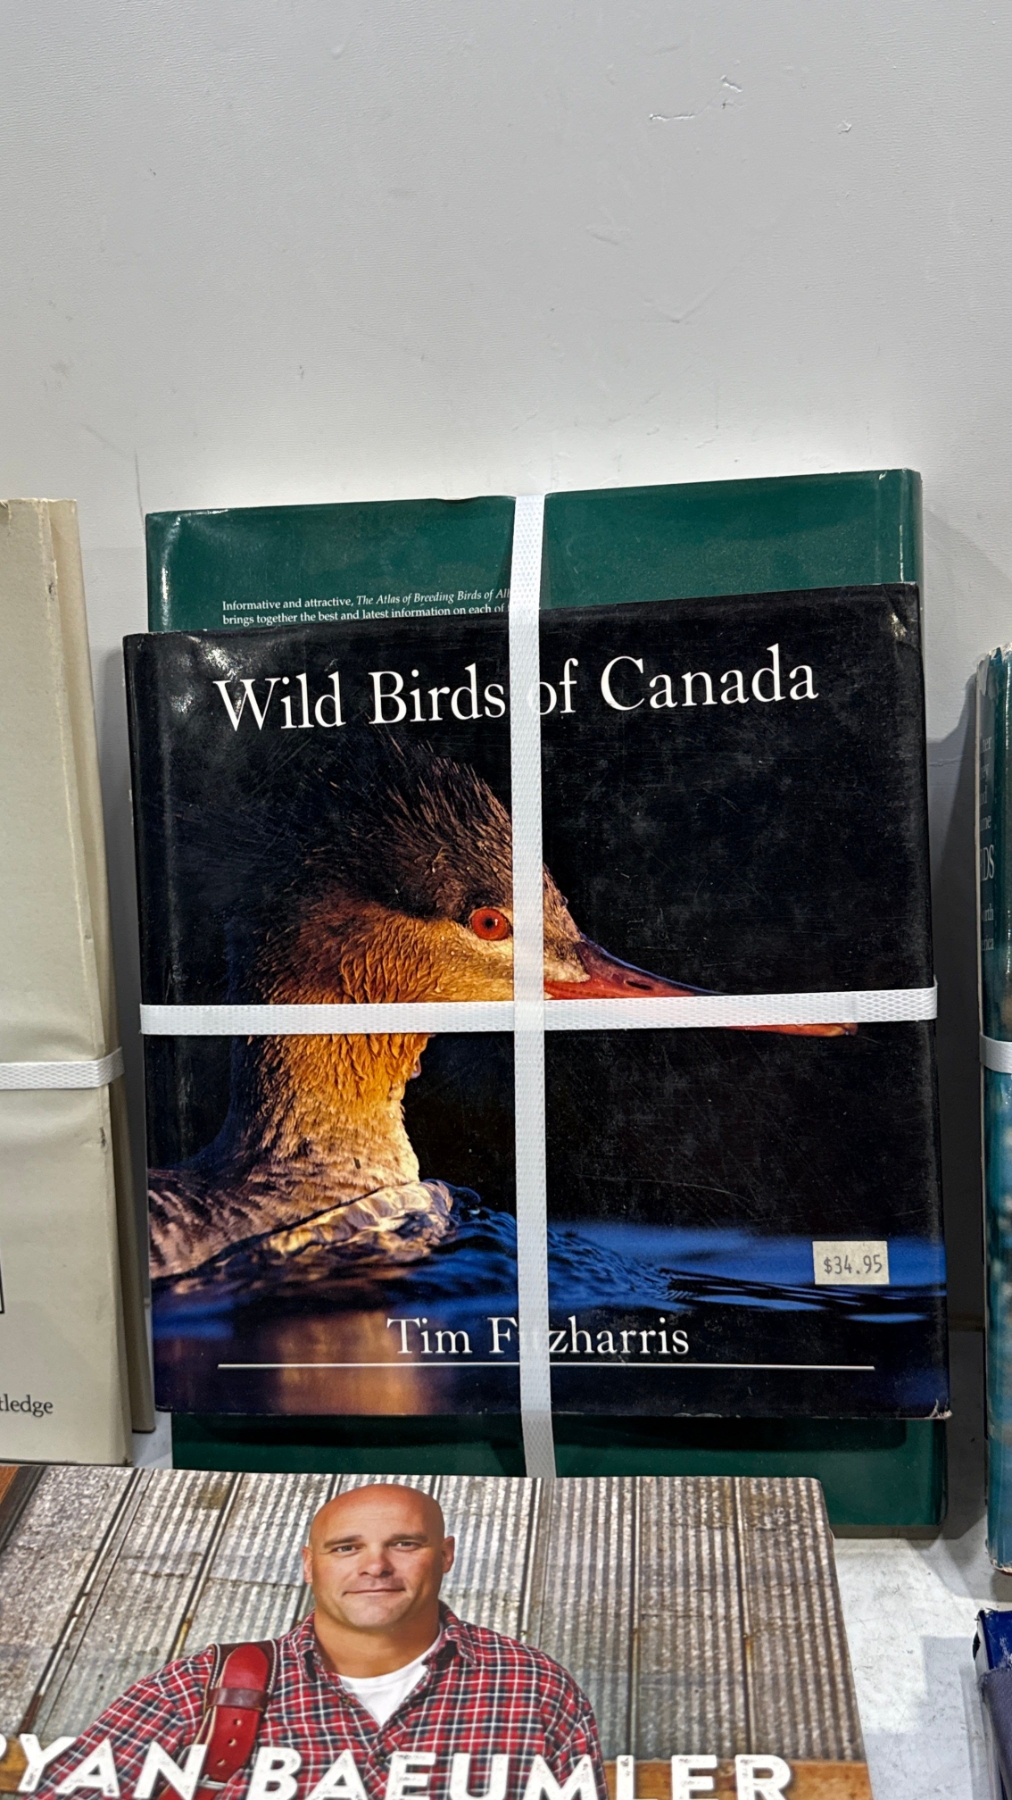 Informative and attractive, The Atlas of Breeding Birds of Al
brings together the best and latest information on each of
Wild Birds of Canada
$34.95
Tim Fitzharris
tledge
YAN BAEUMLER
DS